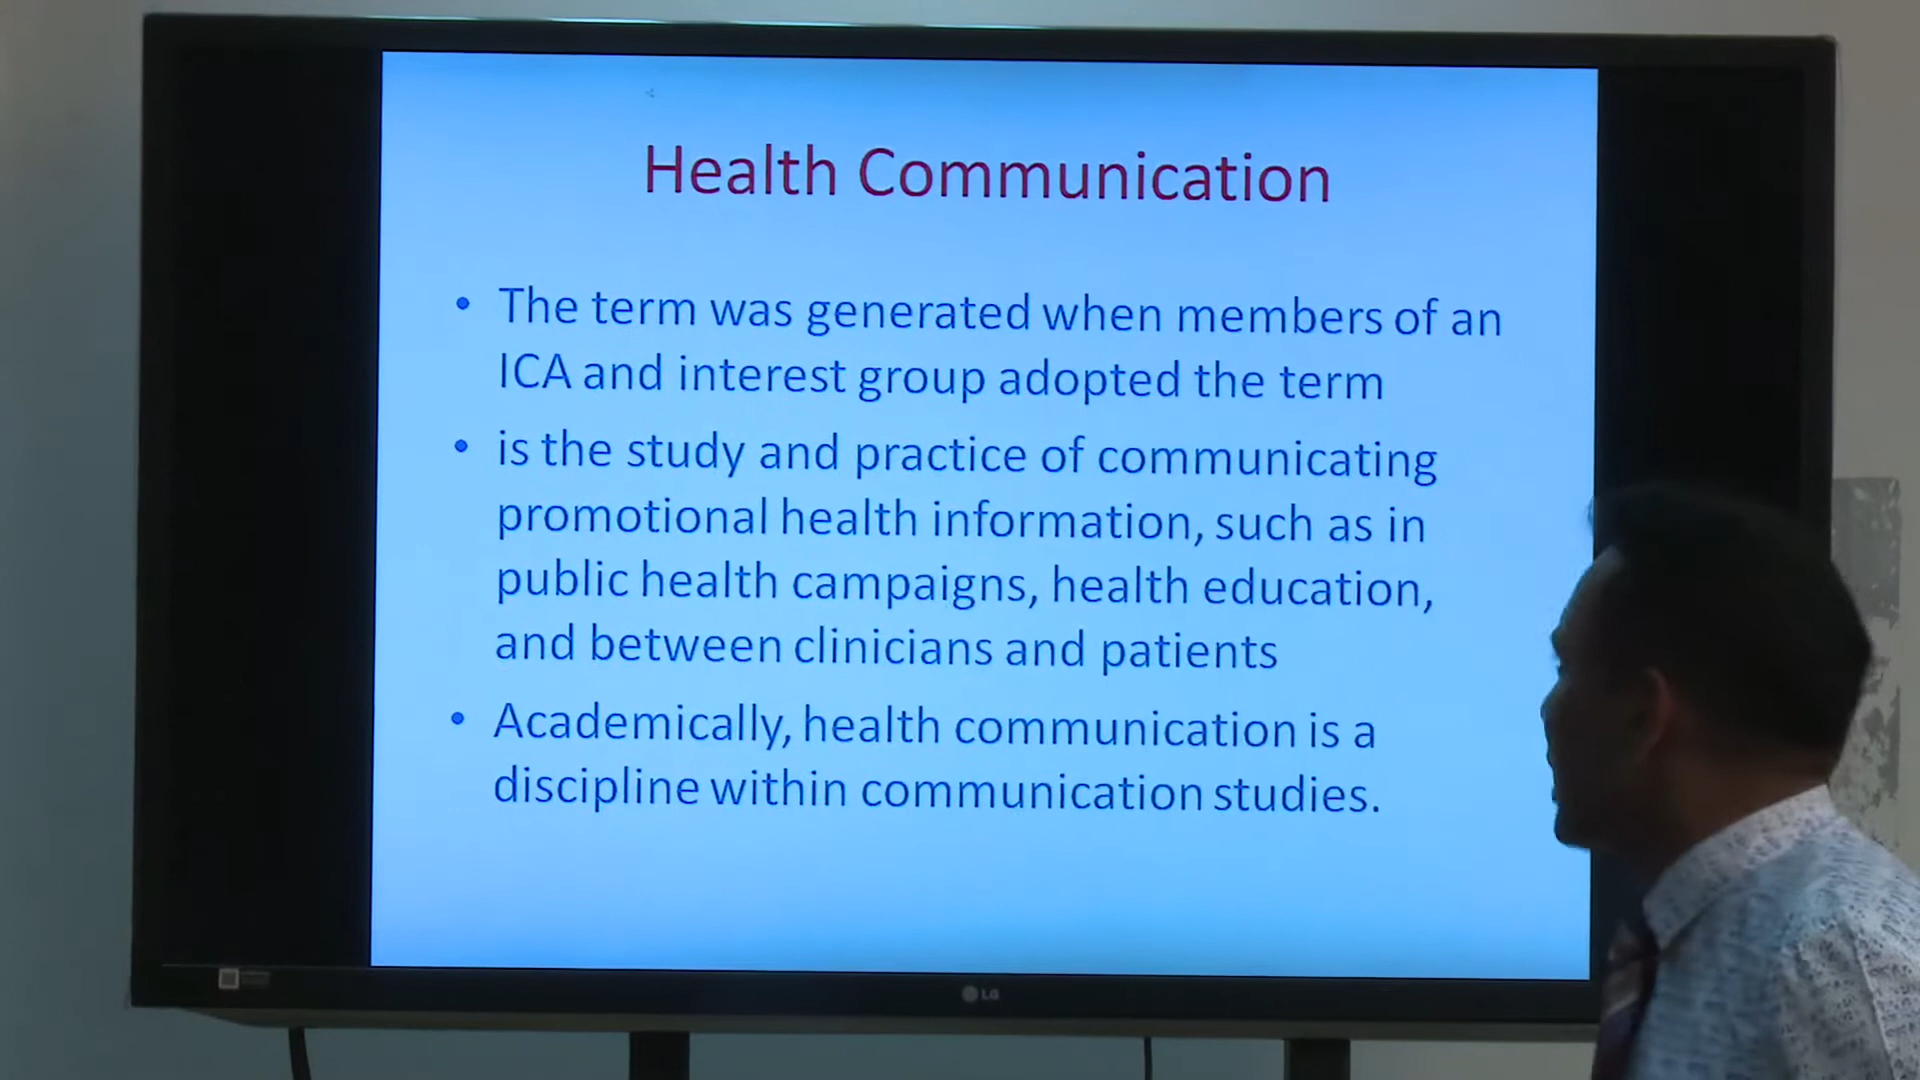 Health Communication
• The term was generated when members of an
ICA and interest group adopted the term
• is the study and practice of communicating
promotional health information, such as in
public health campaigns, health education,
and between clinicians and patients
• Academically, health communication is a
discipline within communication studies.
LG